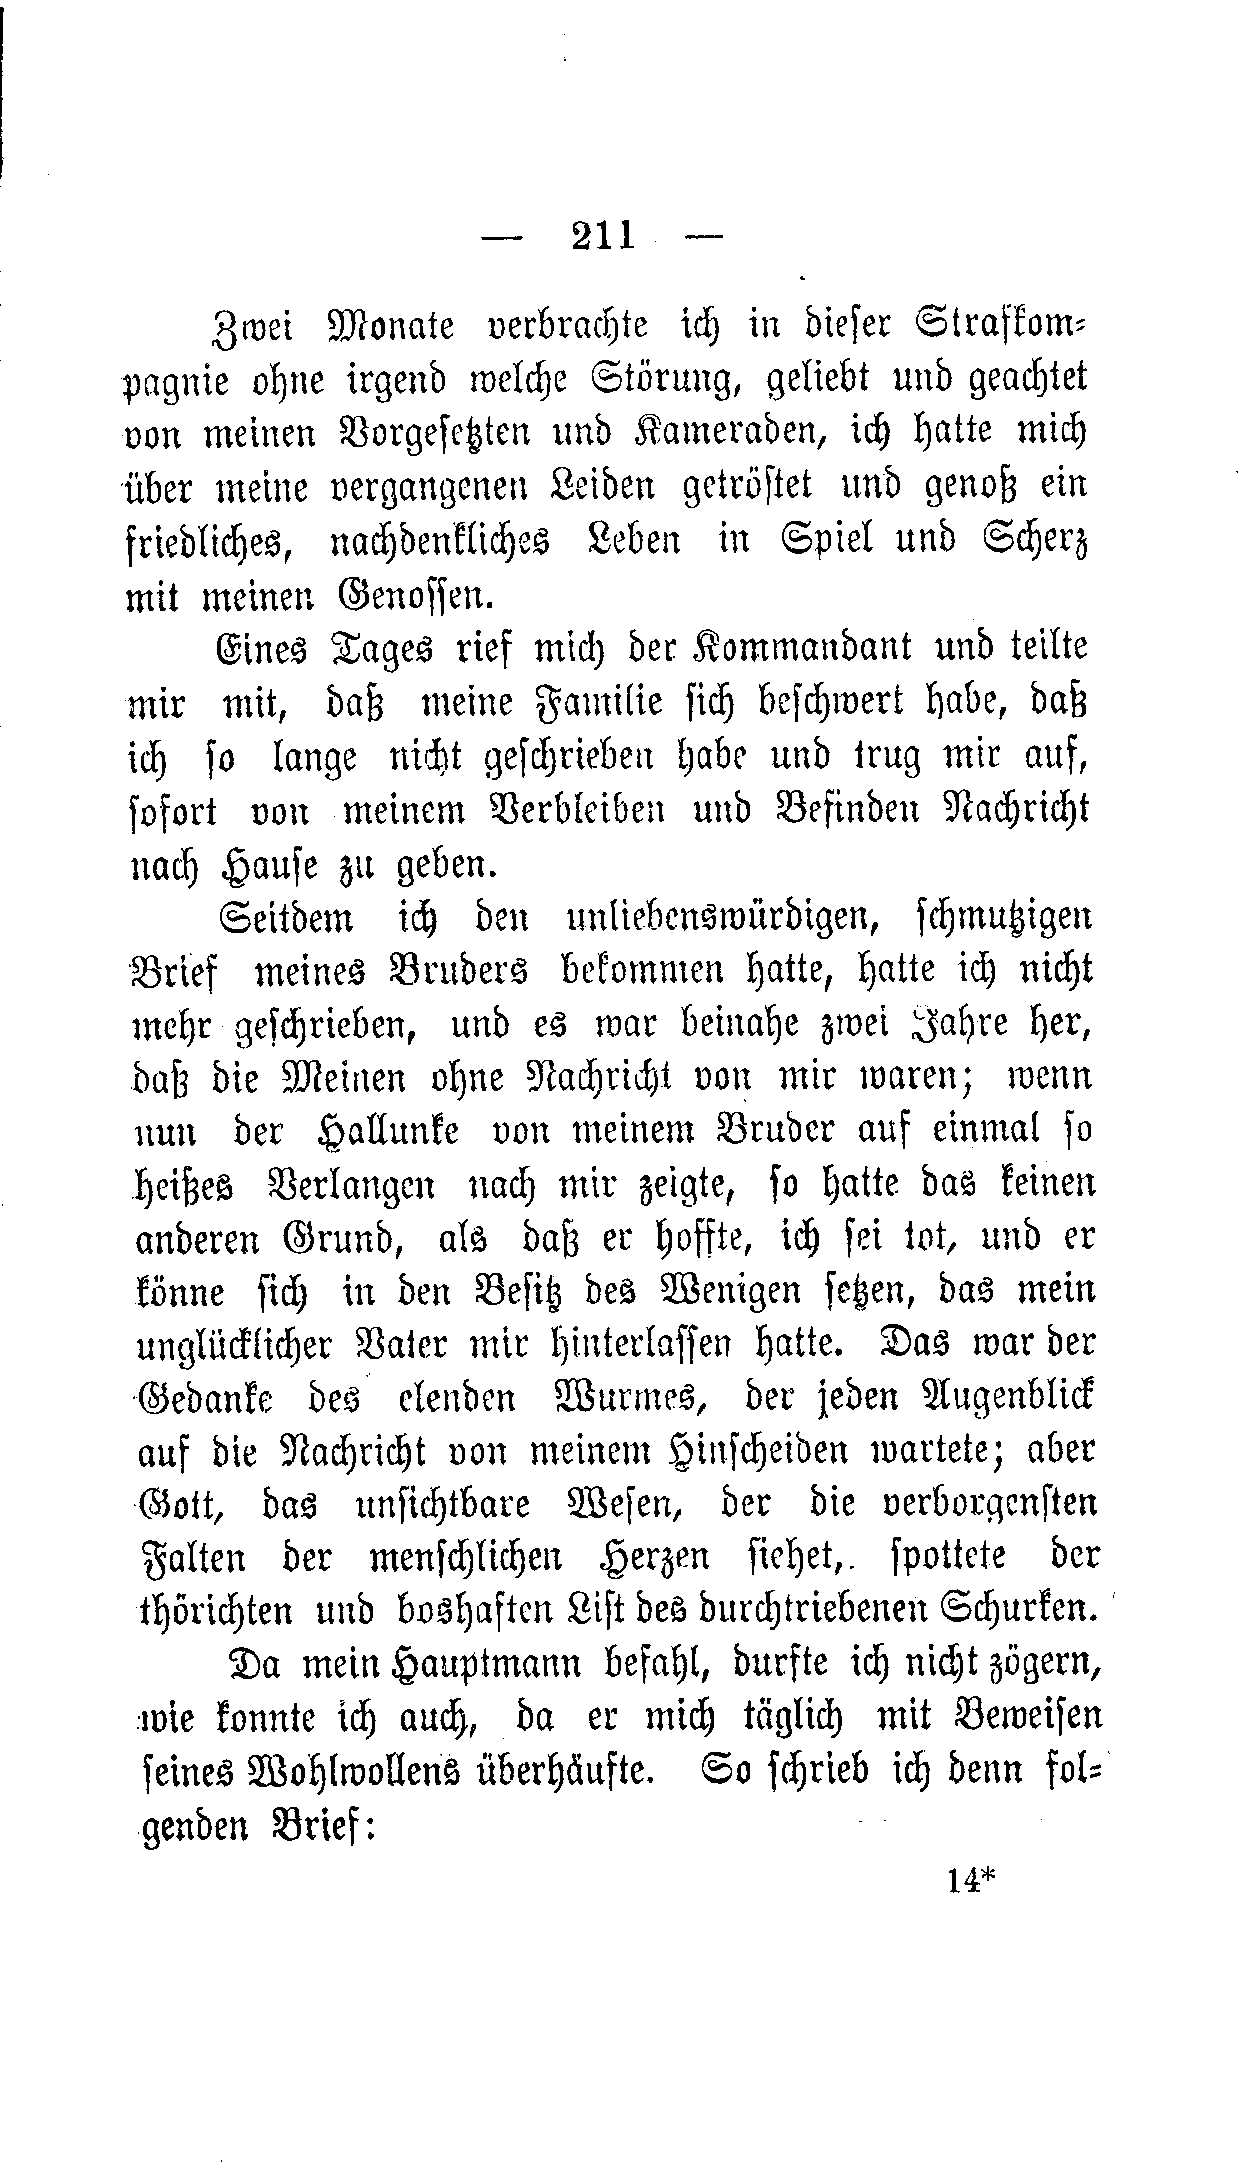 — 211 —
Zwei Monate verbrachte ich in dieser Strafkom-
pagnie ohne irgend welche Störung, geliebt und geachtet
von meinen Vorgesetzten und Kameraden, ich hatte mich
über meine vergangenen Leiden getröstet und genoß ein
friedliches, nachdenkliches Leben in Spiel und Scherz
mit meinen Genossen.
Eines Tages rief mich der Kommandant und teilte
mir mit, daß meine Familie sich beschwert habe, daß
ich so lange nicht geschrieben habe und trug mir auf,
sofort von meinem Verbleiben und Befinden Nachricht
nach Hause zu geben.
Seitdem ich den unliebenswürdigen, schmutzigen
Brief meines Bruders bekommen hatte, hatte ich nicht
mehr geschrieben, und es war beinahe zwei Jahre her,
daß die Meinen ohne Nachricht von mir waren; wenn
nun der Hallunke von meinem Bruder auf einmal so
heißes Verlangen nach mir zeigte, so hatte das keinen
anderen Grund, als daß er hoffte, ich sei tot, und er
könne sich in den Besitz des Wenigen setzen, das mein
unglücklicher Vater mir hinterlassen hatte. Das war der
Gedanke des elenden Wurmes, der jeden Augenblick
auf die Nachricht von meinem Hinscheiden wartete; aber
Gott, das unsichtbare Wesen, der die verborgensten
Falten der menschlichen Herzen siehet, spottete der
thörichten und boshaften List des durchtriebenen Schurken.
Da mein Hauptmann befahl, durfte ich nicht zögern,
wie konnte ich auch, da er mich täglich mit Beweisen
seines Wohlwollens überhäufte. So schrieb ich denn fol-
genden Brief:
14*